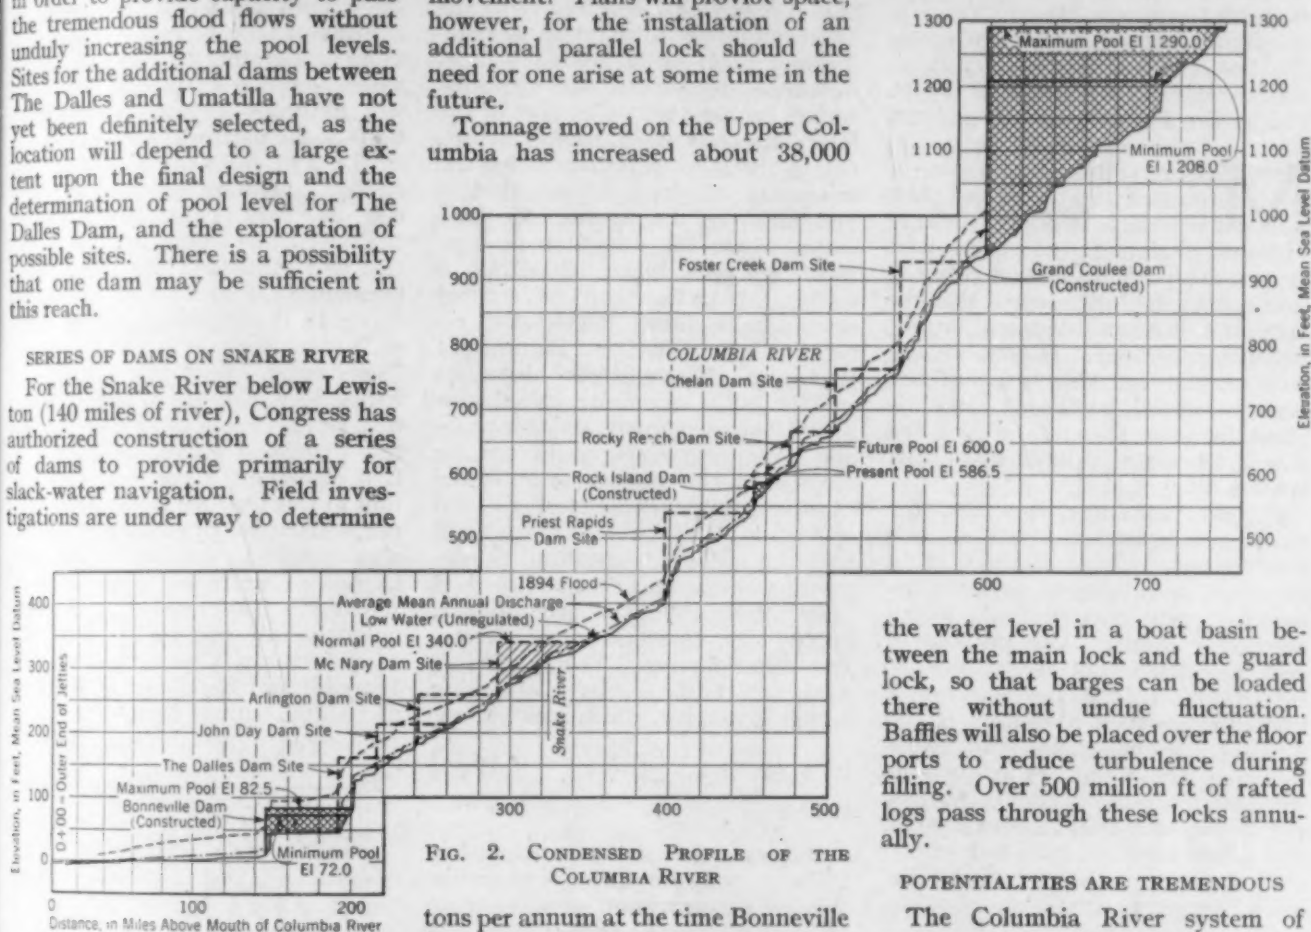 in order to provide capacity to pass
the tremendous flood flows without
unduly increasing the pool levels.
Sites for the additional dams between
The Dalles and Umatilla have not
yet been definitely selected, as the
location will depend to a large ex-
tent upon the final design and the
determination of pool level for The
Dalles Dam, and the exploration of
possible sites. There is a possibility
that one dam may be sufficient in
this reach.
SERIES OF DAMS ON SNAKE RIVER
For the Snake River below Lewis-
ton (140 miles of river), Congress has
authorized construction of a series
of dams to provide primarily for
slack-water navigation. Field inves-
tigations are under way to determine
however, for the installation of an
additional parallel lock should the
need for one arise at some time in the
future.
Tonnage moved on the Upper Col-
umbia has increased about 38,000
1300
1200
1100
1000
900
800
700
600
500
400
300
200
100
0
Maximum Pool El 1290.0
Minimum Pool
El 1208.0
Foster Creek Dam Site
Grand Coulee Dam
(Constructed)
COLUMBIA RIVER
Chelan Dam Site
Rocky Reach Dam Site
Future Pool El 600.0
Present Pool El 586.5
Rock Island Dam
(Constructed)
Priest Rapids
Dam Site
1894 Flood
Average Mean Annual Discharge
Low Water (Unregulated)
Normal Pool El 340.0
Mc Nary Dam Site
Snake River
Arlington Dam Site
John Day Dam Site
The Dalles Dam Site
Maximum Pool El 82.5
Bonneville Dam
(Constructed)
Minimum Pool
El 72.0
0+00 = Outer End of Jetties
Elevation, in Feet, Mean Sea Level Datum
1300
1200
1100
1000
900
800
700
600
500
Elevation, in Feet, Mean Sea Level Datum
600 700
300 400 500
0 100 200
Distance, in Miles Above Mouth of Columbia River
FIG. 2. CONDENSED PROFILE OF THE
COLUMBIA RIVER
tons per annum at the time Bonneville
the water level in a boat basin be-
tween the main lock and the guard
lock, so that barges can be loaded
there without undue fluctuation.
Baffles will also be placed over the floor
ports to reduce turbulence during
filling. Over 500 million ft of rafted
logs pass through these locks annu-
ally.
POTENTIALITIES ARE TREMENDOUS
The Columbia River system of